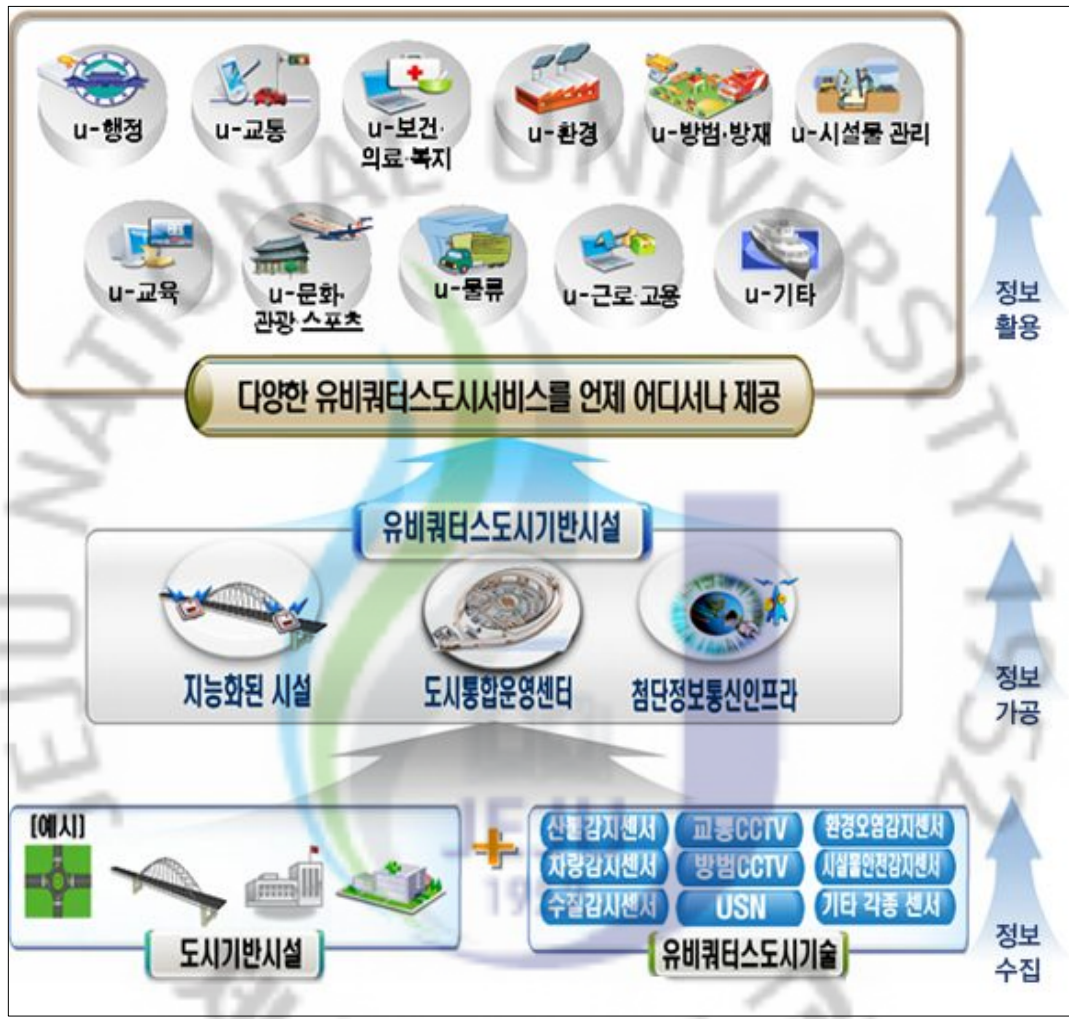 u-행정
u-교통
u-보건·
의료·복지
u-환경
u-방범·방재
u-시설물 관리
u-교육
u-문화·
관광·스포츠
u-물류
u-근로·고용
u-기타
정보
활용
다양한 유비쿼터스도시서비스를 언제 어디서나 제공
유비쿼터스도시기반시설
지능화된 시설
도시통합운영센터
첨단정보통신인프라
정보
가공
[예시]
도시기반시설
+
산불감지센서
교통CCTV
환경오염감지센서
차량감지센서
방범CCTV
시설물안전감지센서
수질감지센서
USN
기타 각종 센서
유비쿼터스도시기술
정보
수집
JEJU NATIONAL UNIVERSITY 1952
JEJU
1952